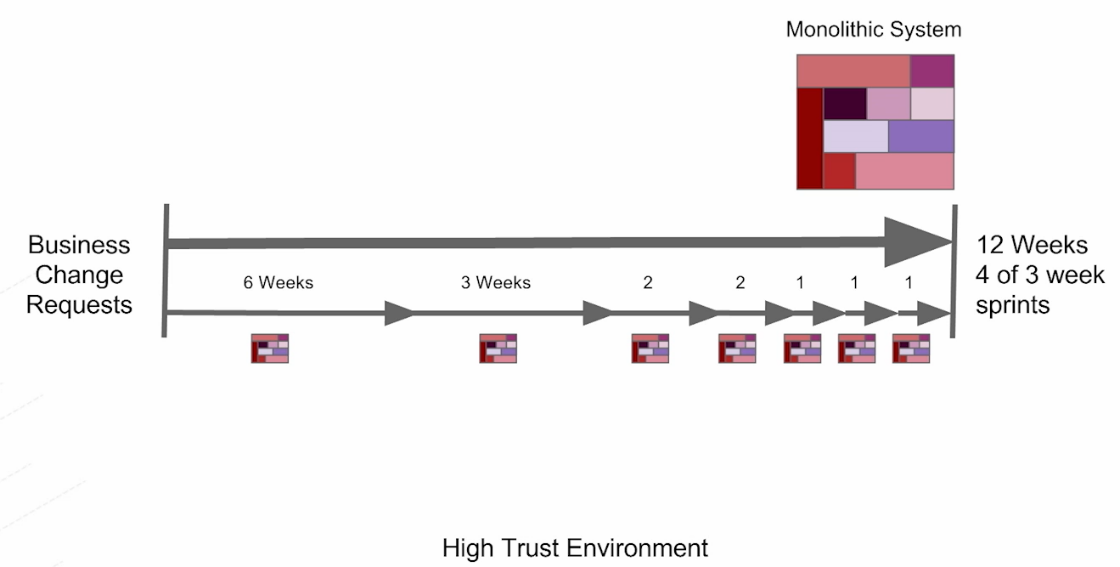 Monolithic System
Business
Change
Requests
12 Weeks
4 of 3 week
sprints
6 Weeks
3 Weeks
2
2
1
1
1
High Trust Environment